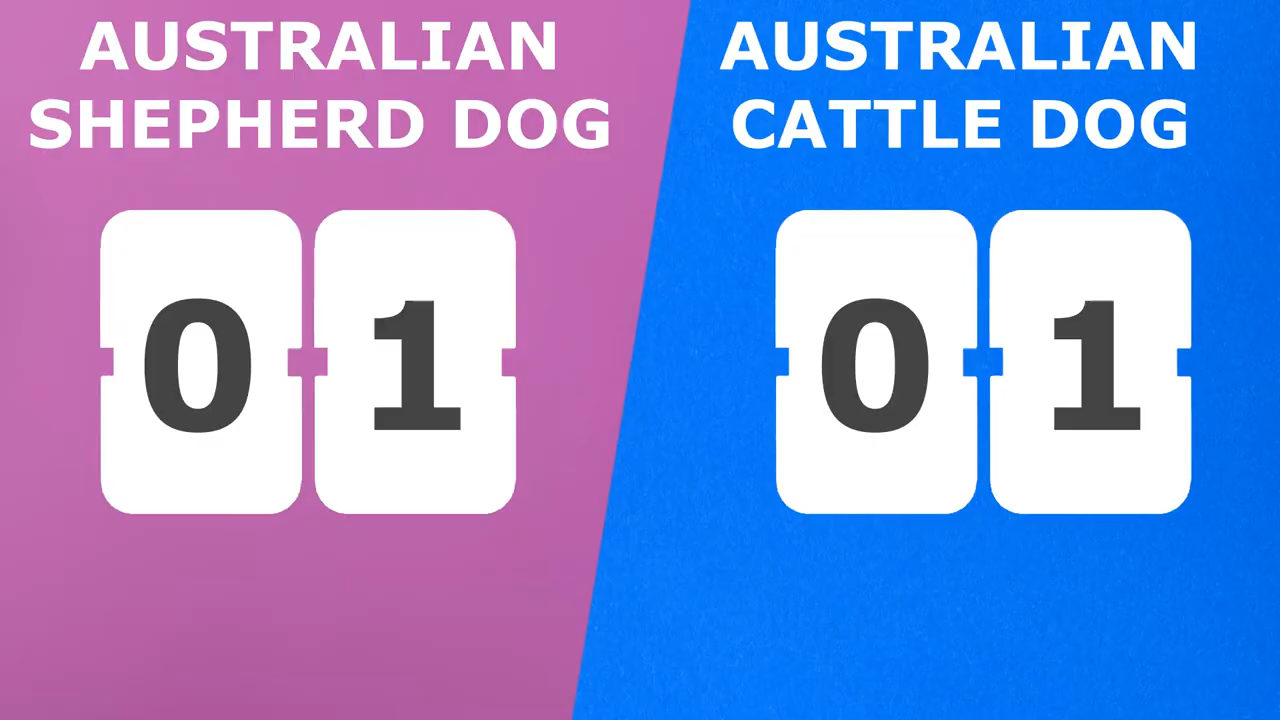 AUSTRALIAN
SHEPHERD DOG
01
AUSTRALIAN
CATTLE DOG
01